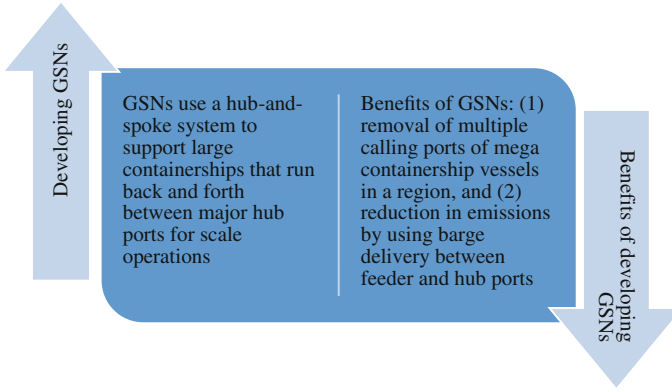 Developing GSNs
GSNs use a hub-and-
spoke system to
support large
containerships that run
back and forth
between major hub
ports for scale
operations
Benefits of GSNs: (1)
removal of multiple
calling ports of mega
containership vessels
in a region, and (2)
reduction in emissions
by using barge
delivery between
feeder and hub ports
Benefits of developing
GSNs